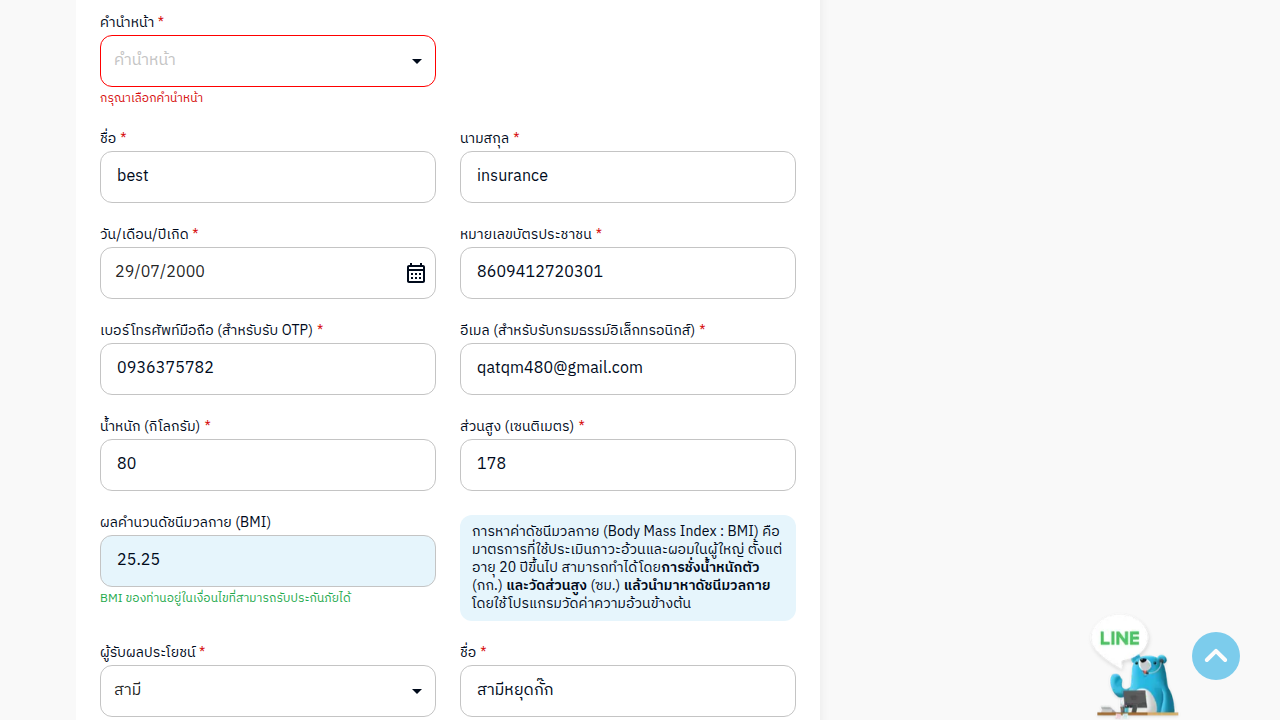 คำนำหน้า *
คำนำหน้า
กรุณาเลือกคำนำหน้า
ชื่อ *
นามสกุล *
best
insurance
วัน/เดือน/ปีเกิด *
หมายเลขบัตรประชาชน *
29/07/2000
8609412720301
เบอร์โทรศัพท์มือถือ (สำหรับรับ OTP) *
อีเมล (สำหรับรับกรมธรรม์อิเล็กทรอนิกส์) *
0936375782
qatqm480@gmail.com
น้ำหนัก (กิโลกรัม) *
ส่วนสูง (เซนติเมตร) *
80
178
ผลคำนวนดัชนีมวลกาย (BMI)
25.25
BMI ของท่านอยู่ในเงื่อนไขที่สามารถรับประกันภัยได้
การหาค่าดัชนีมวลกาย (Body Mass Index : BMI) คือ
มาตรการที่ใช้ประเมินภาวะอ้วนและผอมในผู้ใหญ่ ตั้งแต่
อายุ 20 ปีขึ้นไป สามารถทำได้โดยการชั่งน้ำหนักตัว
(กก.) และวัดส่วนสูง (ซม.) แล้วนำมาหาดัชนีมวลกาย
โดยใช้โปรแกรมวัดค่าความอ้วนข้างต้น
ผู้รับผลประโยชน์ *
ชื่อ *
สามี
สามีหยุดกั๊ก
LINE